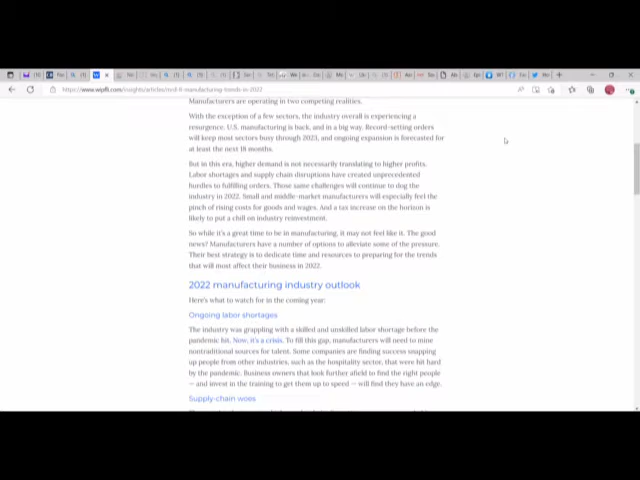 https://www.wipfli.com/insights/articles/mcd-6-manufacturing-trends-in-2022
Manufacturers are operating in two competing realities.
With the exception of a few sectors, the industry overall is experiencing a
resurgence. U.S. manufacturing is back, and in a big way. Record-setting orders
will keep most sectors busy through 2023, and ongoing expansion is forecasted for
at least the next 18 months.
But in this era, higher demand is not necessarily translating to higher profits.
Labor shortages and supply chain disruptions have created unprecedented
hurdles to fulfilling orders. Those same challenges will continue to dog the
industry in 2022. Small and middle-market manufacturers will especially feel the
pinch of rising costs for goods and wages. And a tax increase on the horizon is
likely to put a chill on industry reinvestment.
So while it's a great time to be in manufacturing, it may not feel like it. The good
news? Manufacturers have a number of options to alleviate some of the pressure.
Their best strategy is to dedicate time and resources to preparing for the trends
that will most affect their business in 2022.
2022 manufacturing industry outlook
Here's what to watch for in the coming year:
Ongoing labor shortages
The industry was grappling with a skilled and unskilled labor shortage before the
pandemic hit. Now, it's a crisis. To fill this gap, manufacturers will need to mine
nontraditional sources for talent. Some companies are finding success snapping
up people from other industries, such as the hospitality sector, that were hit hard
by the pandemic. Business owners that look further afield to find the right people
— and invest in the training to get them up to speed — will find they have an edge.
Supply-chain woes